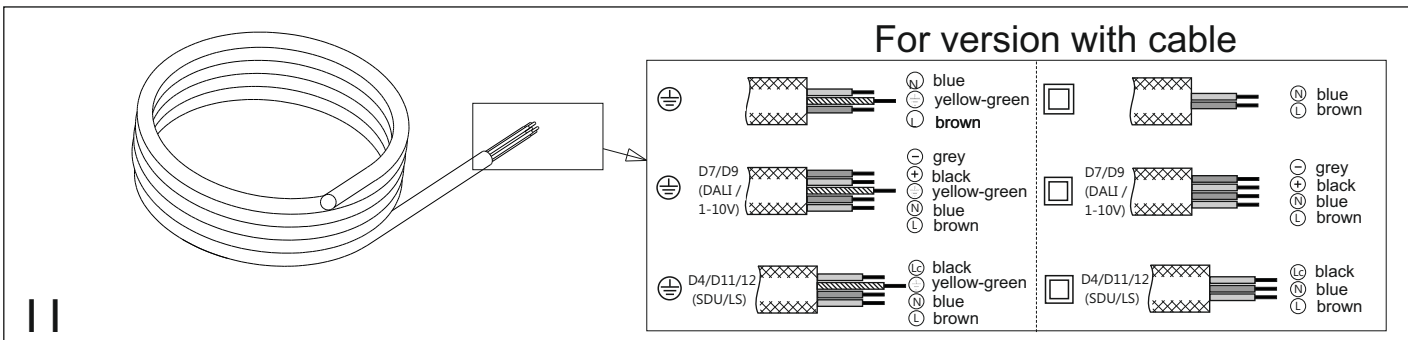 For version with cable
N blue
yellow-green
L brown
N blue
L brown
D7/D9
(DALI /
1-10V)
− grey
+ black
yellow-green
N blue
L brown
D7/D9
(DALI /
1-10V)
− grey
+ black
N blue
L brown
D4/D11/12
(SDU/LS)
Lc black
yellow-green
N blue
L brown
D4/D11/12
(SDU/LS)
Lc black
N blue
L brown
II